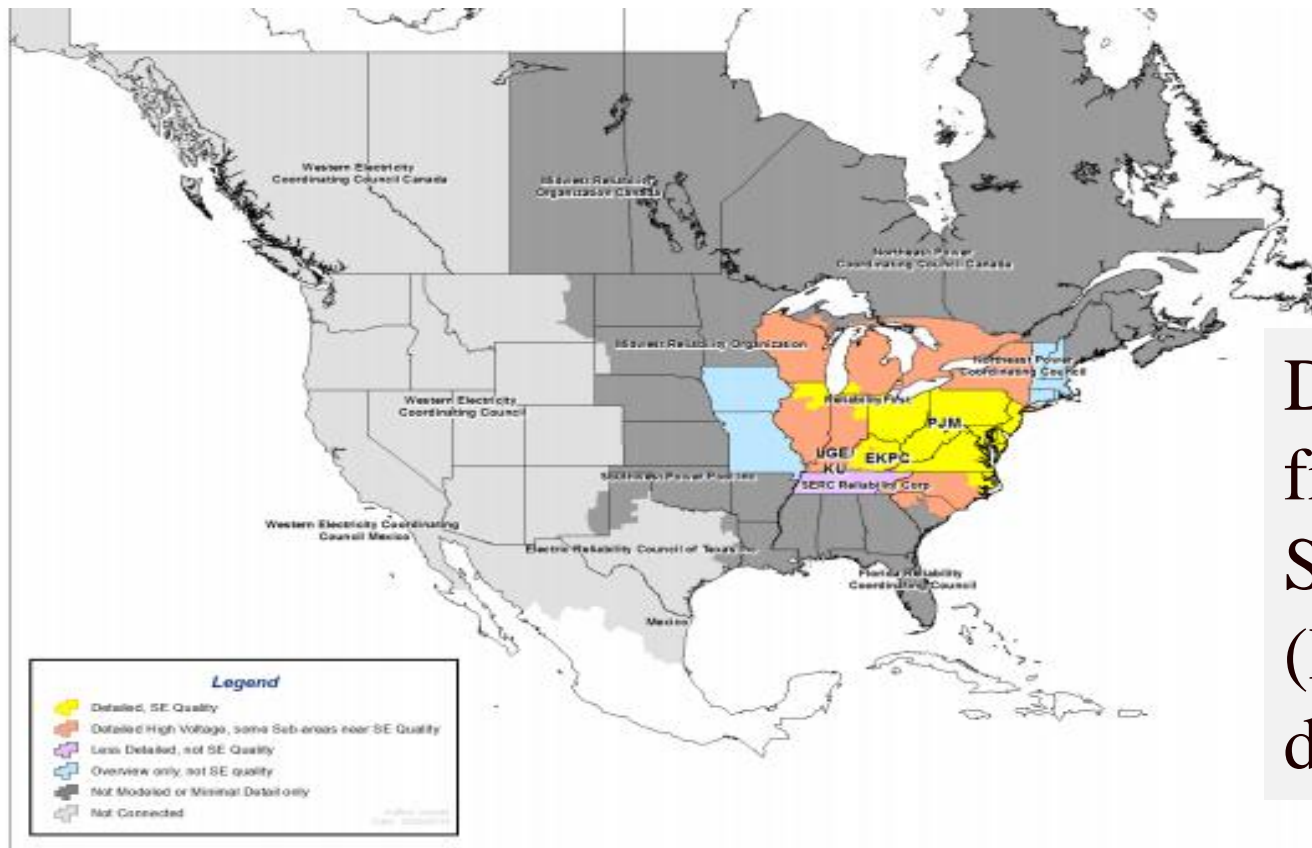 Western Electricity
Coordinating Council Canada
Midwest Reliability
Organization Canada
Northeast Power
Coordinating Council Canada
Midwest Reliability Organization
Northeast Power
Coordinating Council
Western Electricity
Coordinating Council
Reliability First
PJM
EKPC
KU
Southwest Power Pool Inc
SERC Reliability Corp
Western Electricity Coordinating
Council Mexico
Electric Reliability Council of Texas Inc
Florida Reliability
Coordinating Council
Mexico
D
S
d
Legend
Detailed, SE Quality
Detailed High Voltage, some Sub-areas near SE Quality
Less Detailed, not SE Quality
Overview only, not SE quality
Not Modeled or Minimal Detail only
Not Connected